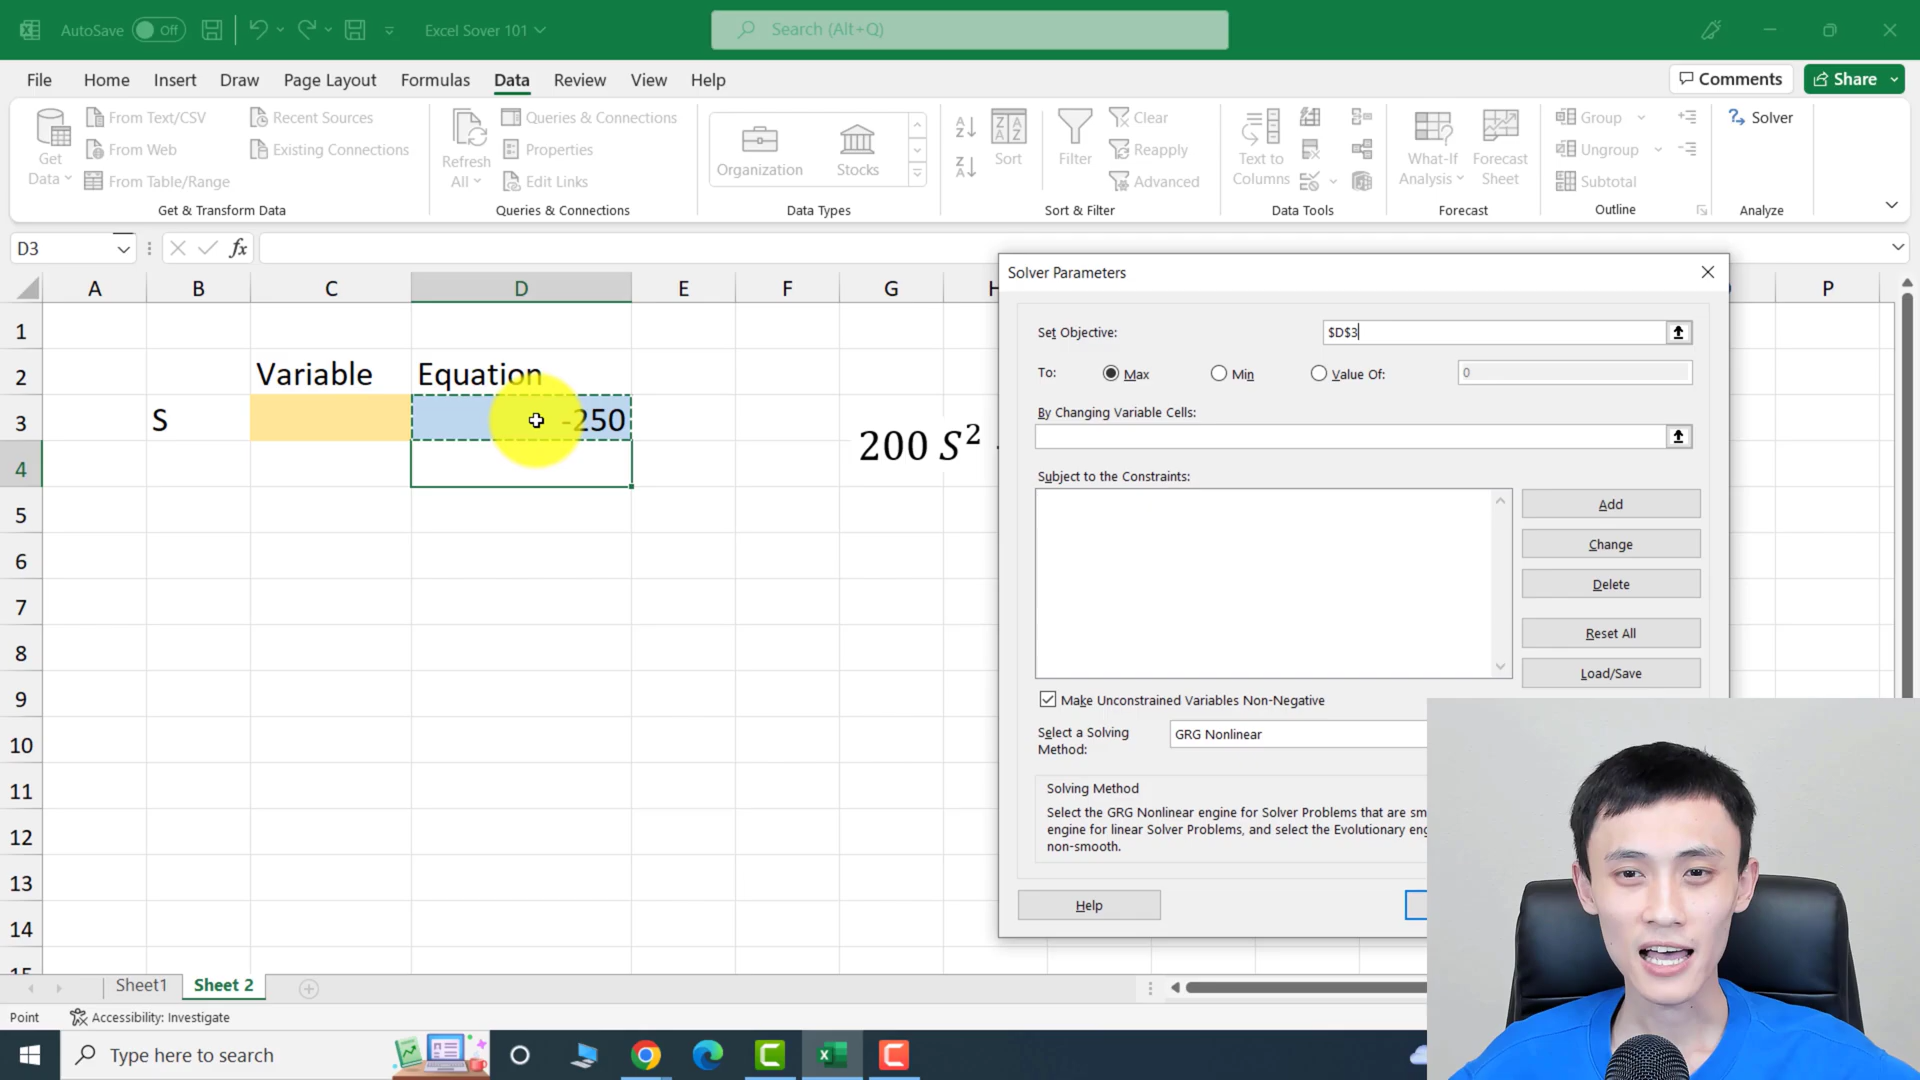 AutoSave Off Excel Sover 101 Search (Alt+Q)
File Home Insert Draw Page Layout Formulas Data Review View Help Comments Share
Get Data
From Text/CSV
From Web
From Table/Range
Recent Sources
Existing Connections
Get & Transform Data
Refresh All
Queries & Connections
Properties
Edit Links
Queries & Connections
Organization Stocks
Data Types
Sort
Filter
Clear
Reapply
Advanced
Sort & Filter
Text to Columns
Data Tools
What-If Analysis
Forecast Sheet
Forecast
Group
Ungroup
Subtotal
Outline
Solver
Analyze
D3 fx
A B C D E F G H P
1
2 Variable Equation
3 S -250
4
5
6
7
8
9
10
11
12
13
14
15
200 S²
Solver Parameters
Set Objective: $D$3
To: Max Min Value Of: 0
By Changing Variable Cells:
Subject to the Constraints:
Add
Change
Delete
Reset All
Load/Save
Make Unconstrained Variables Non-Negative
Select a Solving Method: GRG Nonlinear
Solving Method
Select the GRG Nonlinear engine for Solver Problems that are sm
engine for linear Solver Problems, and select the Evolutionary eng
non-smooth.
Help
Sheet1 Sheet 2
Point Accessibility: Investigate
Type here to search